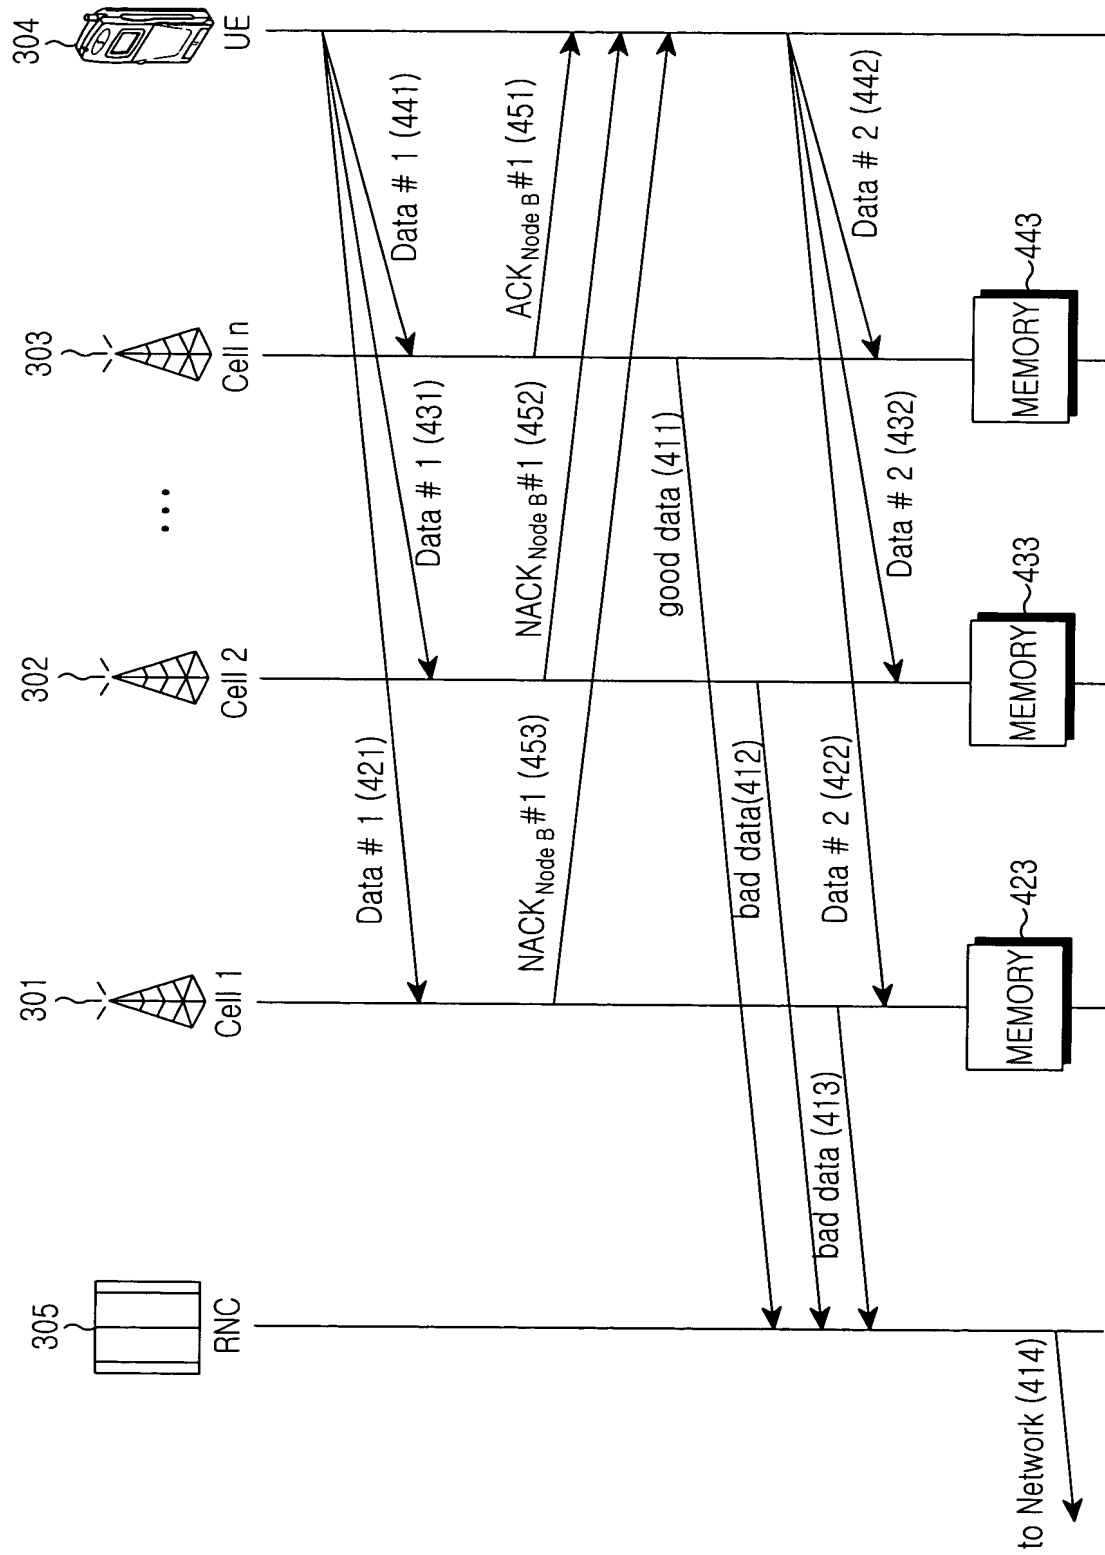 304
UE
303
Cell n
...
302
Cell 2
301
Cell 1
305
RNC
Data # 1 (441)
Data # 1 (431)
Data # 1 (421)
ACK Node B #1 (451)
NACK Node B #1 (452)
NACK Node B #1 (453)
good data (411)
bad data(412)
bad data (413)
Data # 2 (442)
Data # 2 (432)
Data # 2 (422)
MEMORY
443
MEMORY
433
MEMORY
423
to Network (414)